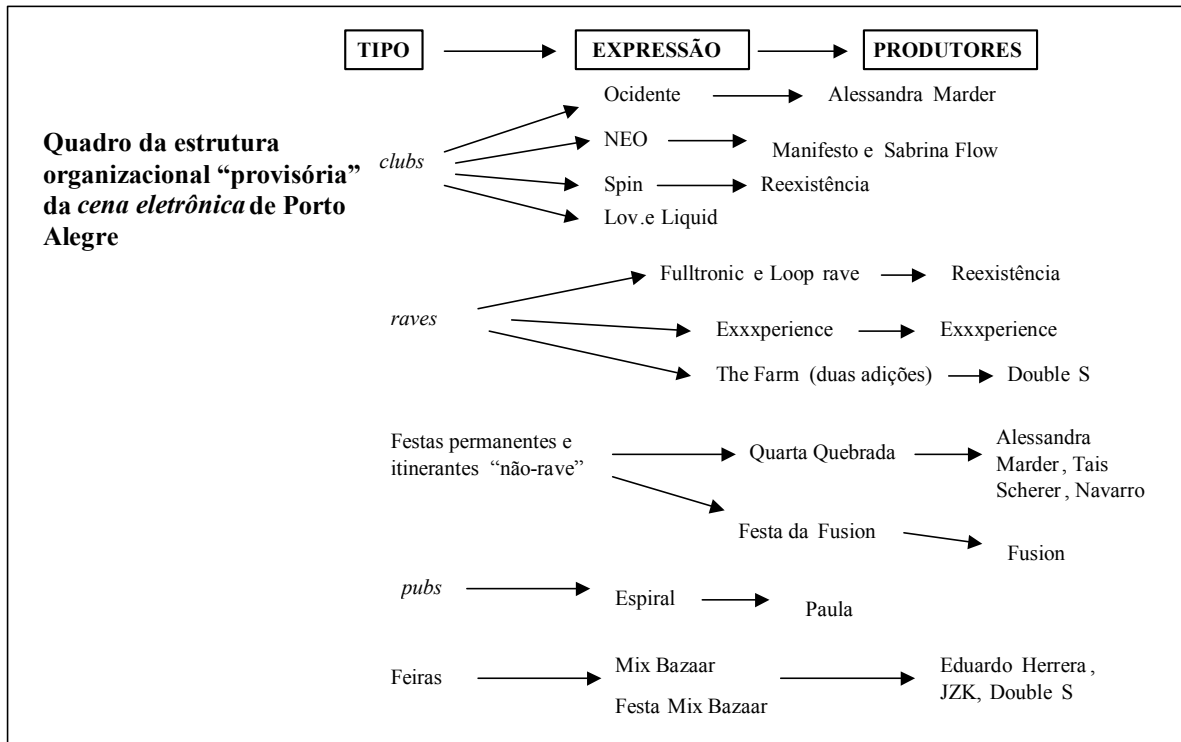 TIPO EXPRESSÃO PRODUTORES
Quadro da estrutura
organizacional “provisória”
da cena eletrônica de Porto
Alegre
clubs
Ocidente Alessandra Marder
NEO Manifesto e Sabrina Flow
Spin Reexistência
Lov.e Liquid
raves
Fulltronic e Loop rave Reexistência
Exxxperience Exxxperience
The Farm (duas adições) Double S
Festas permanentes e
itinerantes “não-rave”
Quarta Quebrada
Alessandra
Marder, Tais
Scherer, Navarro
Festa da Fusion Fusion
pubs Espiral Paula
Feiras
Mix Bazaar
Festa Mix Bazaar
Eduardo Herrera,
JZK, Double S